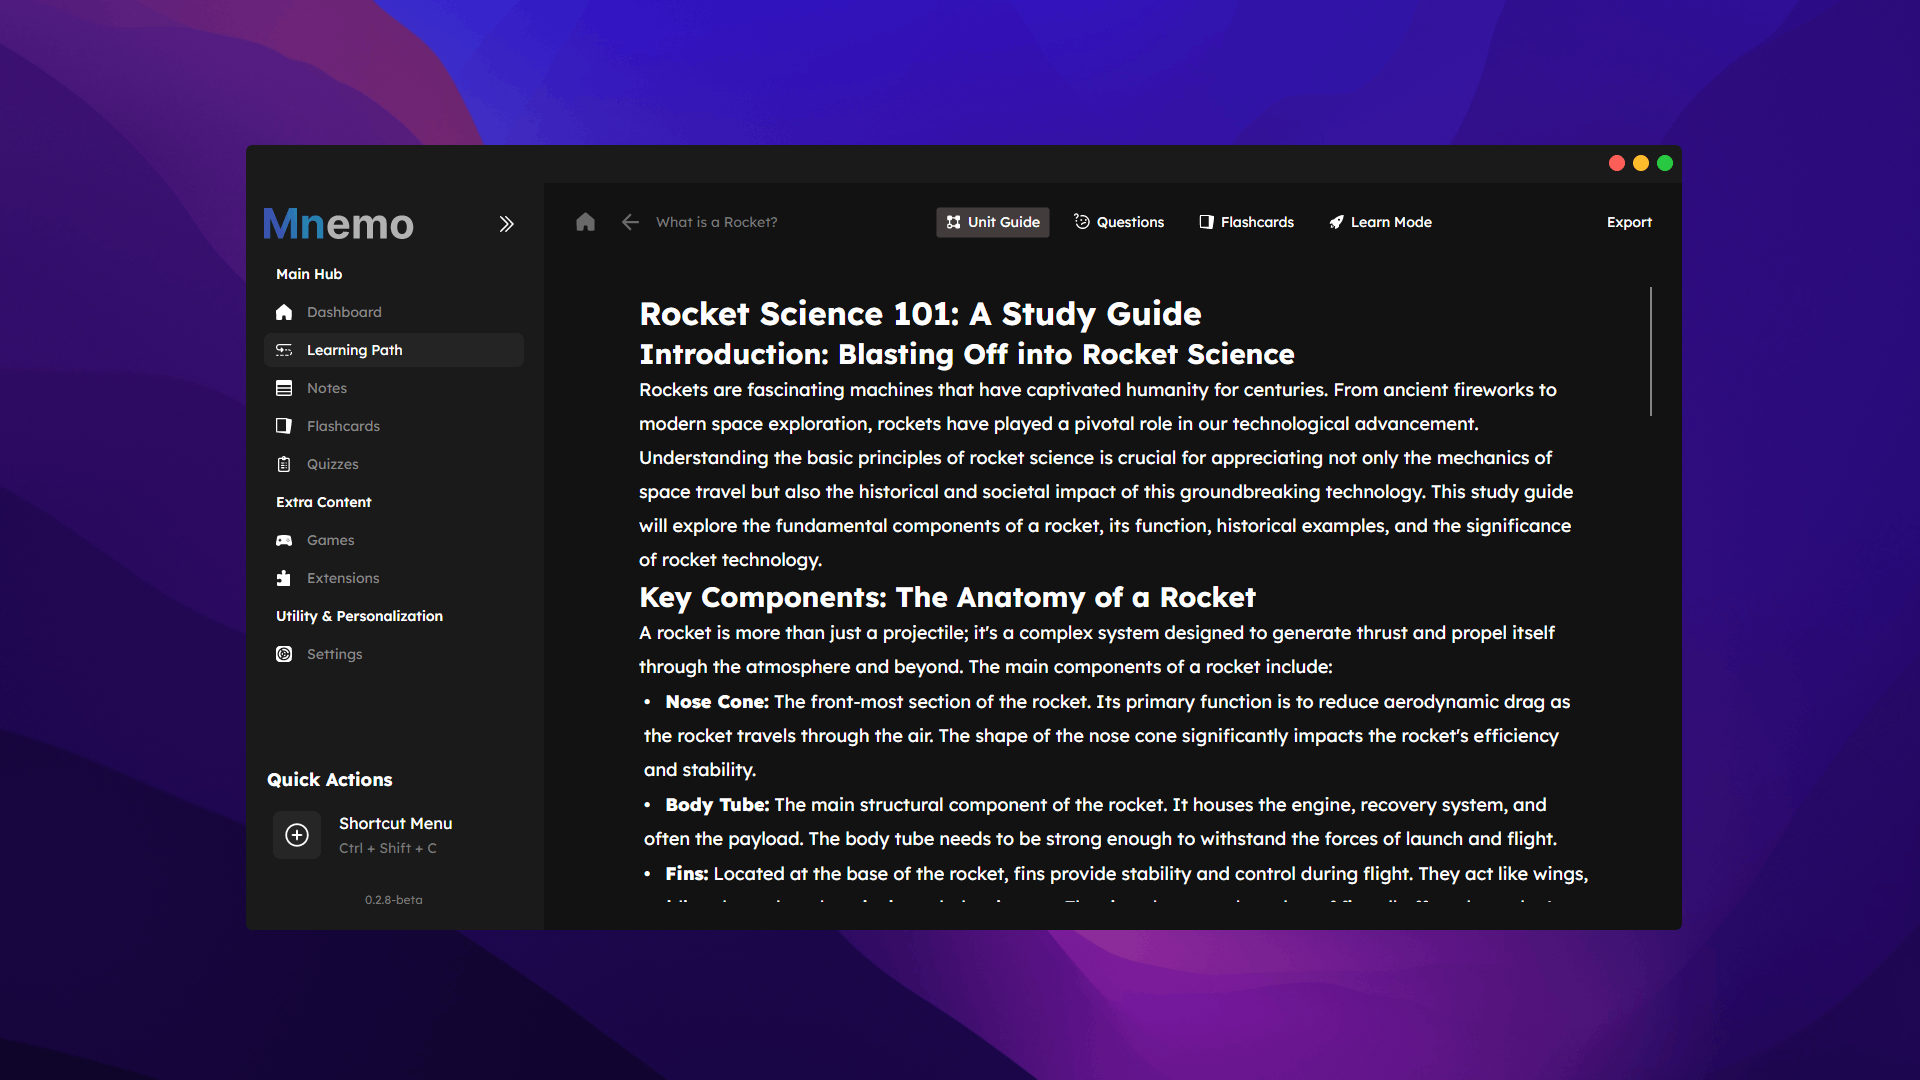 Mnemo
Main Hub
Dashboard
Learning Path
Notes
Flashcards
Quizzes
Extra Content
Games
Extensions
Utility & Personalization
Settings
Quick Actions
Shortcut Menu
Ctrl + Shift + C
0.2.8-beta
What is a Rocket?
Unit Guide
Questions
Flashcards
Learn Mode
Export
Rocket Science 101: A Study Guide
Introduction: Blasting Off into Rocket Science
Rockets are fascinating machines that have captivated humanity for centuries. From ancient fireworks to
modern space exploration, rockets have played a pivotal role in our technological advancement.
Understanding the basic principles of rocket science is crucial for appreciating not only the mechanics of
space travel but also the historical and societal impact of this groundbreaking technology. This study guide
will explore the fundamental components of a rocket, its function, historical examples, and the significance
of rocket technology.
Key Components: The Anatomy of a Rocket
A rocket is more than just a projectile; it's a complex system designed to generate thrust and propel itself
through the atmosphere and beyond. The main components of a rocket include:
• Nose Cone: The front-most section of the rocket. Its primary function is to reduce aerodynamic drag as
the rocket travels through the air. The shape of the nose cone significantly impacts the rocket's efficiency
and stability.
• Body Tube: The main structural component of the rocket. It houses the engine, recovery system, and
often the payload. The body tube needs to be strong enough to withstand the forces of launch and flight.
• Fins: Located at the base of the rocket, fins provide stability and control during flight. They act like wings,